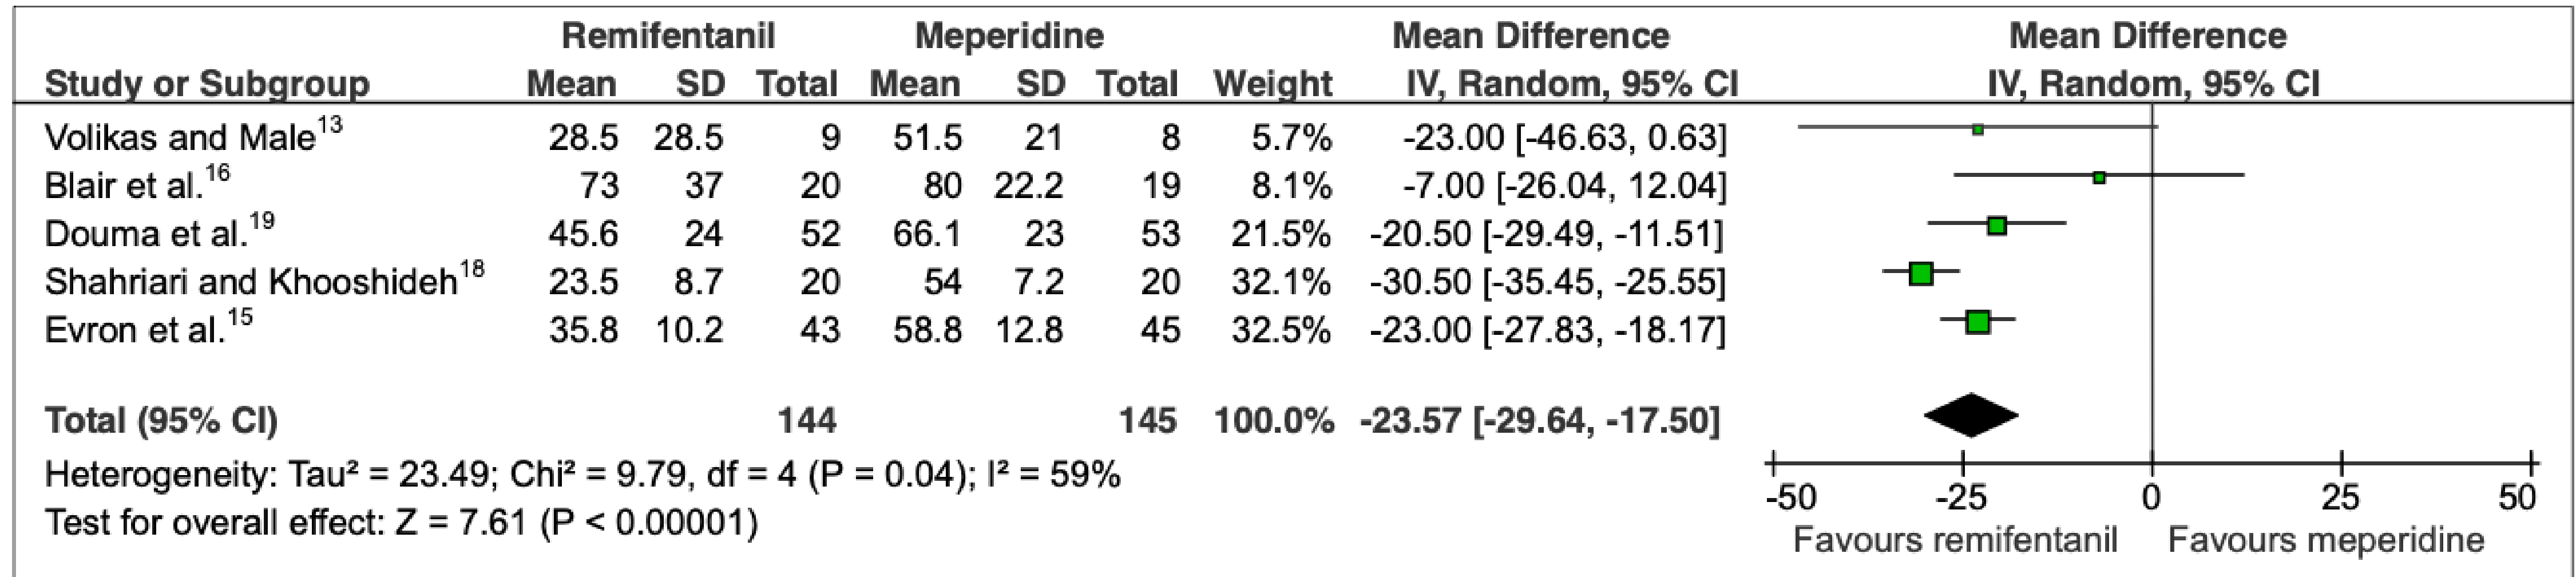 Remifentanil Meperidine Mean Difference Mean Difference
Study or Subgroup Mean SD Total Mean SD Total Weight IV, Random, 95% CI IV, Random, 95% CI
Volikas and Male13 28.5 28.5 9 51.5 21 8 5.7% -23.00 [-46.63, 0.63]
Blair et al.16 73 37 20 80 22.2 19 8.1% -7.00 [-26.04, 12.04]
Douma et al.19 45.6 24 52 66.1 23 53 21.5% -20.50 [-29.49, -11.51]
Shahriari and Khooshideh18 23.5 8.7 20 54 7.2 20 32.1% -30.50 [-35.45, -25.55]
Evron et al.15 35.8 10.2 43 58.8 12.8 45 32.5% -23.00 [-27.83, -18.17]
Total (95% CI) 144 145 100.0% -23.57 [-29.64, -17.50]
Heterogeneity: Tau² = 23.49; Chi² = 9.79, df = 4 (P = 0.04); I² = 59%
Test for overall effect: Z = 7.61 (P < 0.00001)
-50 -25 0 25 50
Favours remifentanil Favours meperidine